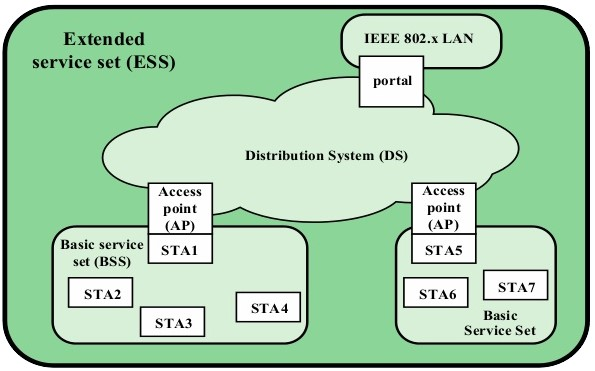 Extended
service set (ESS)
IEEE 802.x LAN
portal
Distribution System (DS)
Access
point
(AP)
STA1
Basic service
set (BSS)
STA2
STA3
STA4
Access
point
(AP)
STA5
STA6
STA7
Basic
Service Set